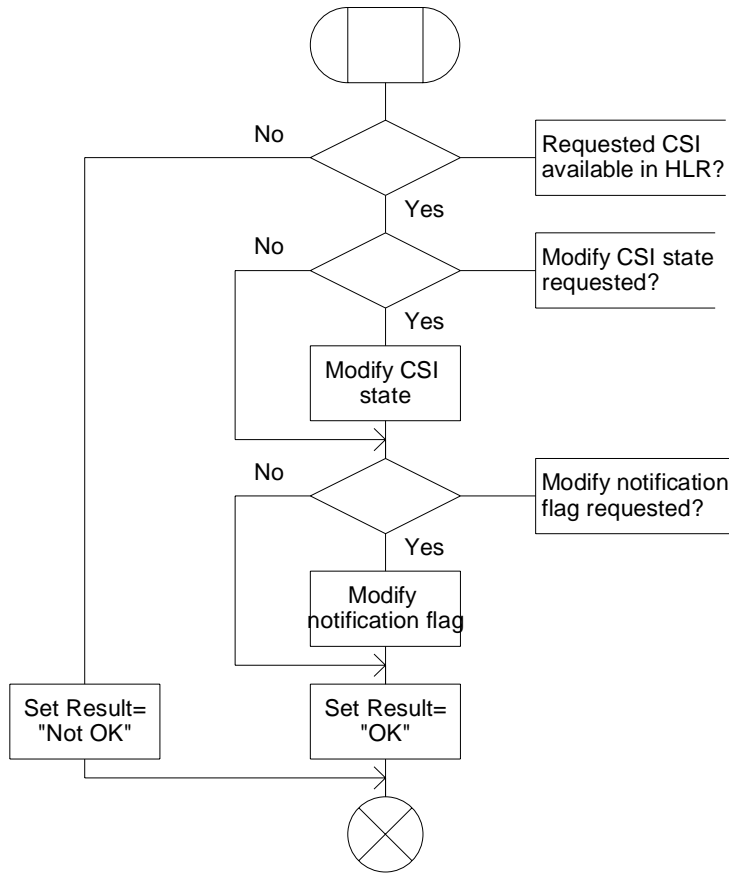 No
Requested CSI
available in HLR?
Yes
No
Modify CSI state
requested?
Yes
Modify CSI
state
No
Modify notification
flag requested?
Yes
Modify
notification flag
Set Result=
"Not OK"
Set Result=
"OK"